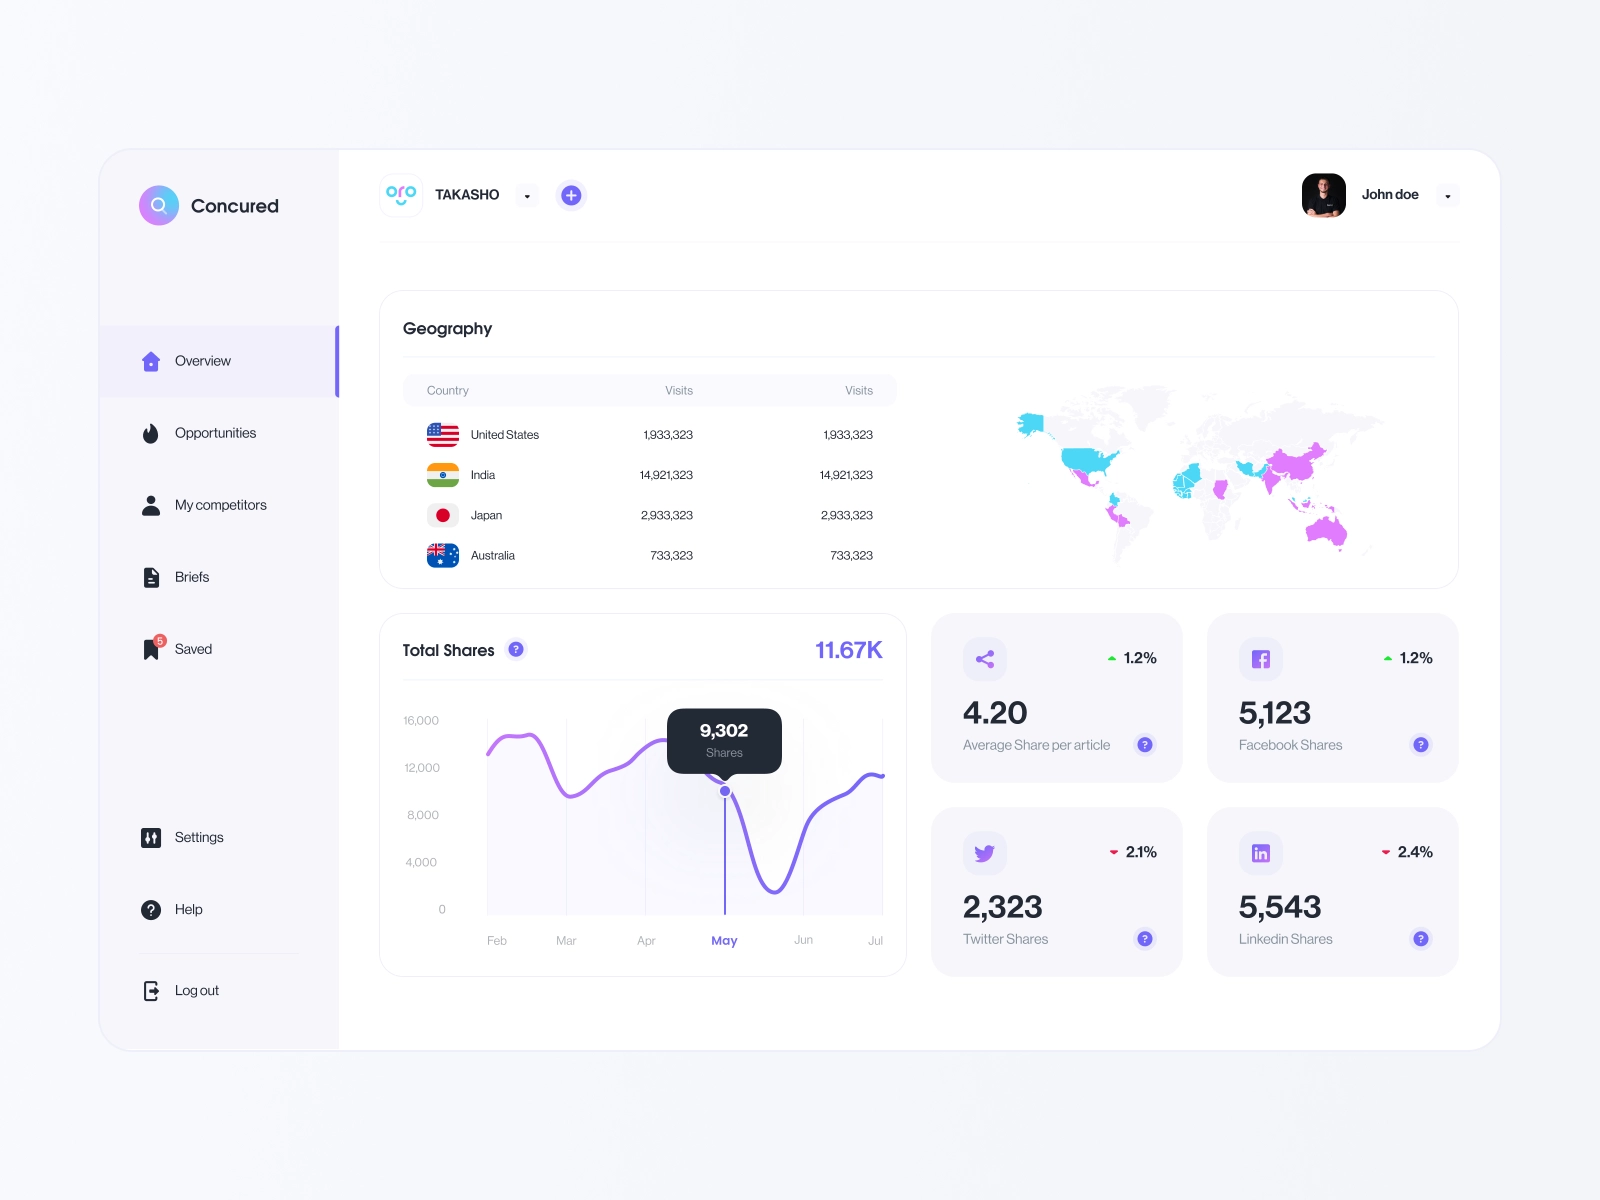 Concured
Overview
Opportunities
My competitors
Briefs
5
Saved
Settings
Help
Log out
oro
TAKASHO
John doe
Geography
Country Visits Visits
United States 1,933,323 1,933,323
India 14,921,323 14,921,323
Japan 2,933,323 2,933,323
Australia 733,323 733,323
Total Shares ? 11.67K
16,000
12,000
8,000
4,000
0
9,302
Shares
Feb Mar Apr May Jun Jul
1.2%
4.20
Average Share per article ?
1.2%
5,123
Facebook Shares ?
2.1%
2,323
Twitter Shares ?
in 2.4%
5,543
Linkedin Shares ?